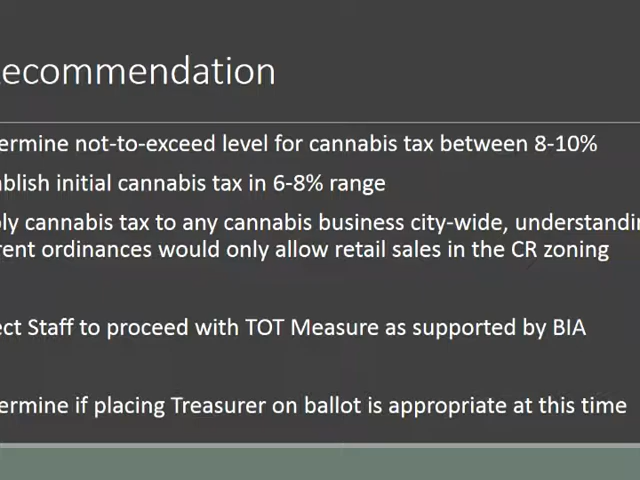 ecommendation
ermine not-to-exceed level for cannabis tax between 8-10%
blish initial cannabis tax in 6-8% range
ly cannabis tax to any cannabis business city-wide, understandin
rent ordinances would only allow retail sales in the CR zoning
ect Staff to proceed with TOT Measure as supported by BIA
ermine if placing Treasurer on ballot is appropriate at this time